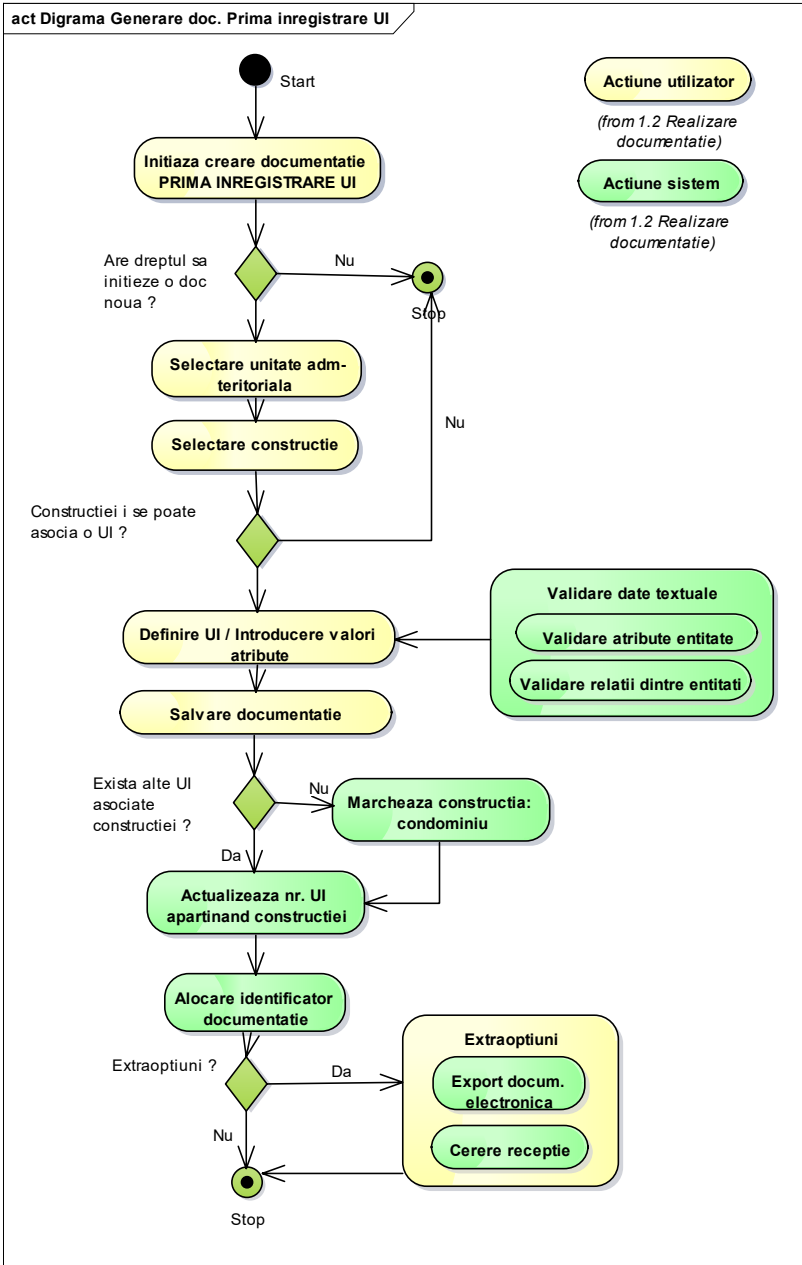 act Digrama Generare doc. Prima inregistrare UI
Start
Actiune utilizator
(from 1.2 Realizare
documentatie)
Actiune sistem
(from 1.2 Realizare
documentatie)
Initiaza creare documentatie
PRIMA INREGISTRARE UI
Are dreptul sa
initieze o doc
noua ?
Nu
Stop
Selectare unitate adm-
teritoriala
Selectare constructie
Nu
Constructiei i se poate
asocia o UI ?
Validare date textuale
Validare atribute entitate
Validare relatii dintre entitati
Definire UI / Introducere valori
atribute
Salvare documentatie
Exista alte UI
asociate
constructiei ?
Nu
Marcheaza constructia:
condominiu
Da
Actualizeaza nr. UI
apartinand constructiei
Alocare identificator
documentatie
Extraoptiuni ?
Da
Extraoptiuni
Export docum.
electronica
Cerere receptie
Nu
Stop